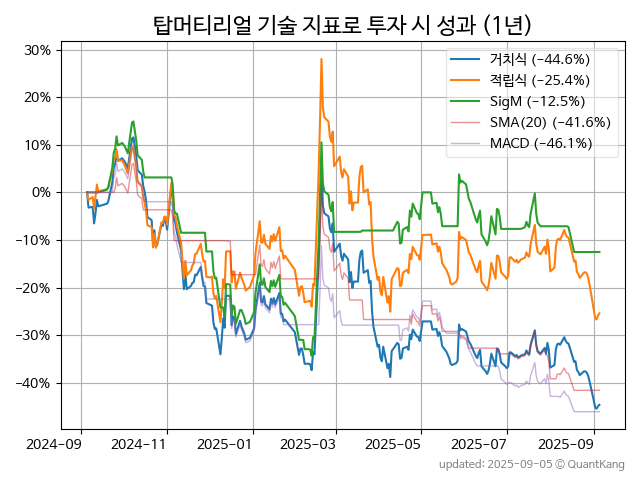 탑머티리얼 기술 지표로 투자 시 성과 (1년)
거치식 (−44.6%)
적립식 (−25.4%)
SigM (−12.5%)
SMA(20) (−41.6%)
MACD (−46.1%)
30%
20%
10%
0%
−10%
−20%
−30%
−40%
2024-09 2024-11 2025-01 2025-03 2025-05 2025-07 2025-09
updated: 2025-09-05 © QuantKang